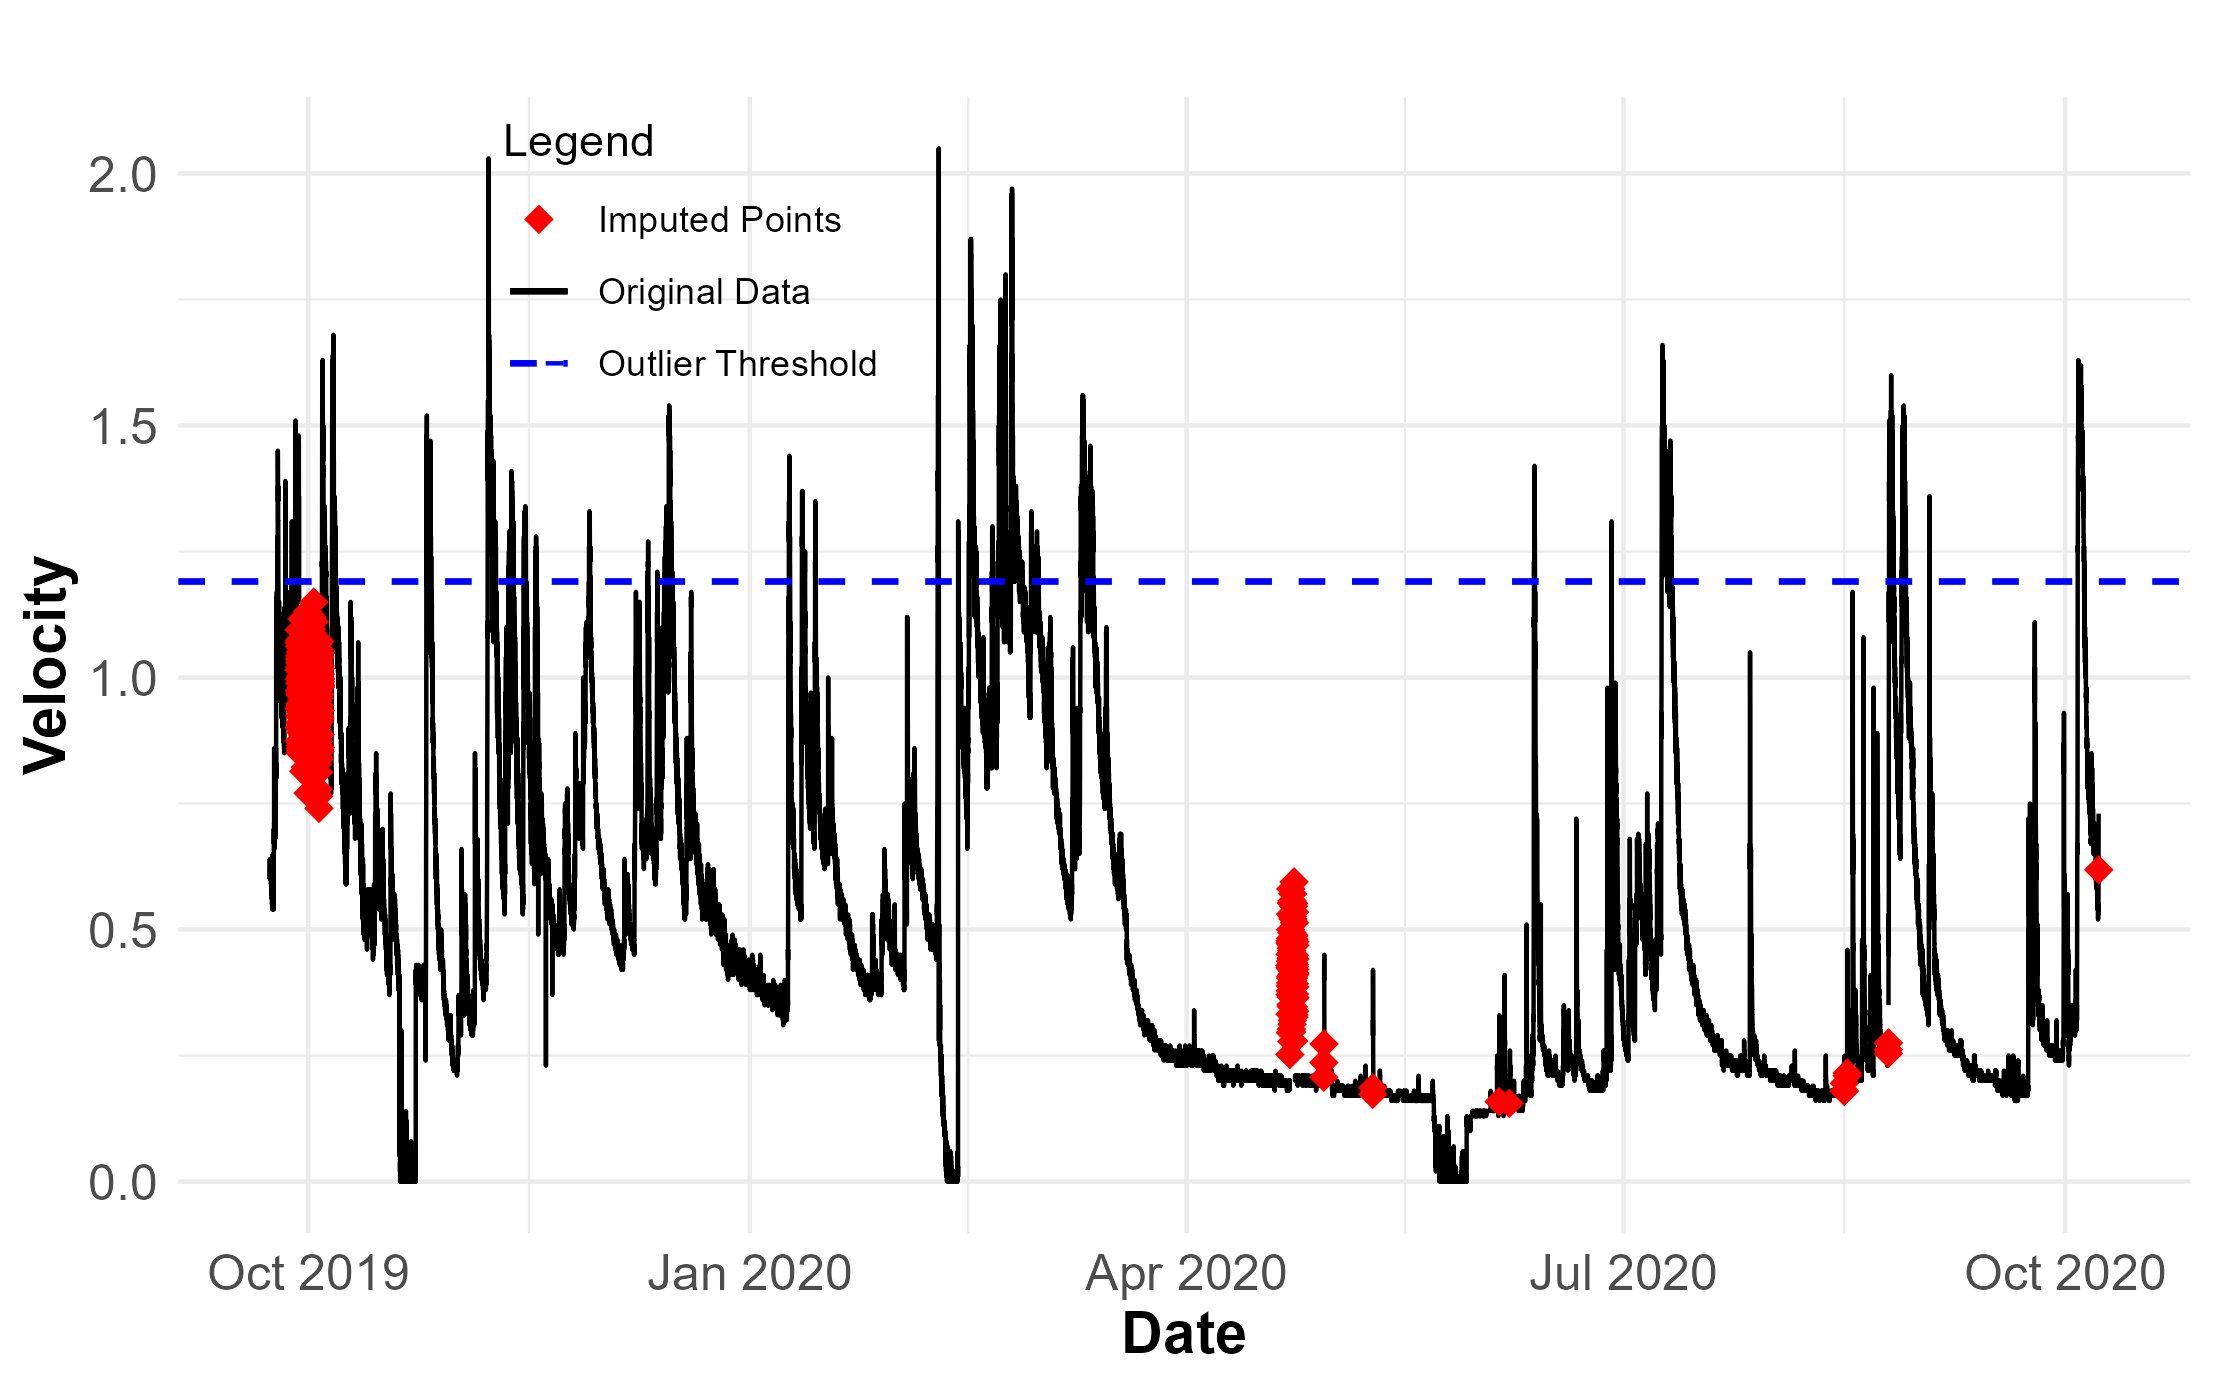 Legend
Imputed Points
Original Data
Outlier Threshold
Velocity
2.0
1.5
1.0
0.5
0.0
Oct 2019
Jan 2020
Apr 2020
Jul 2020
Oct 2020
Date